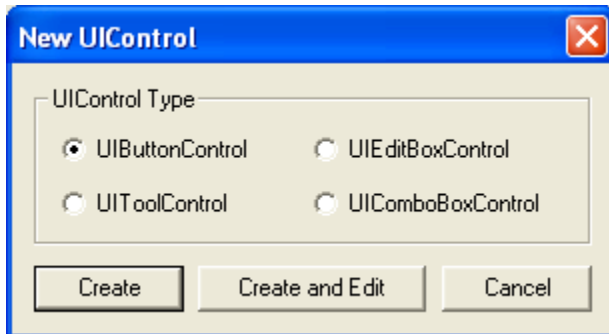 New UIControl
UIControl Type
UIButtonControl UIEditBoxControl
UIToolControl UIComboBoxControl
Create Create and Edit Cancel